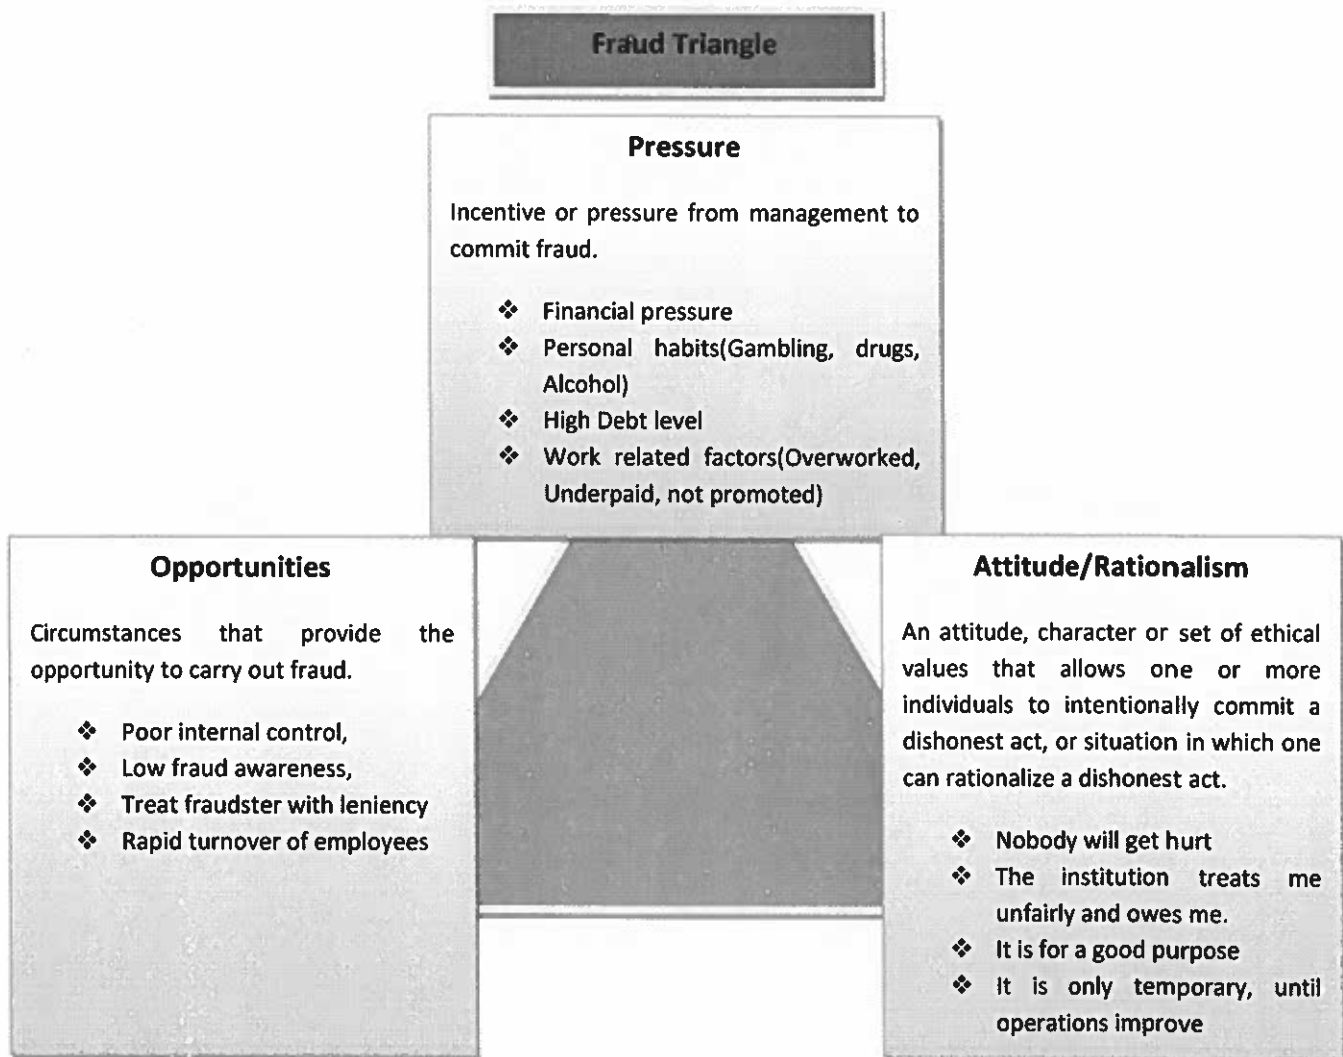 Fraud Triangle
Pressure
Incentive or pressure from management to
commit fraud.
❖ Financial pressure
❖ Personal habits(Gambling, drugs,
Alcohol)
❖ High Debt level
❖ Work related factors(Overworked,
Underpaid, not promoted)
Opportunities
Circumstances that provide the
opportunity to carry out fraud.
❖ Poor internal control,
❖ Low fraud awareness,
❖ Treat fraudster with leniency
❖ Rapid turnover of employees
Attitude/Rationalism
An attitude, character or set of ethical
values that allows one or more
individuals to intentionally commit a
dishonest act, or situation in which one
can rationalize a dishonest act.
❖ Nobody will get hurt
❖ The institution treats me
unfairly and owes me.
❖ It is for a good purpose
❖ It is only temporary, until
operations improve